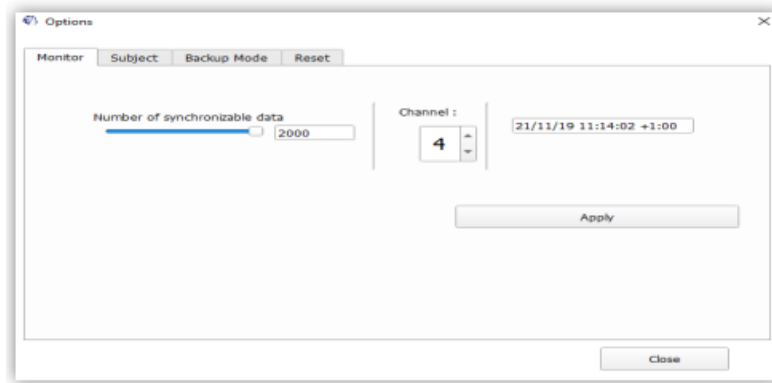 Options
Monitor Subject Backup Mode Reset
Number of synchronizable data
2000
Channel :
4
21/11/19 11:14:02 +1:00
Apply
Close